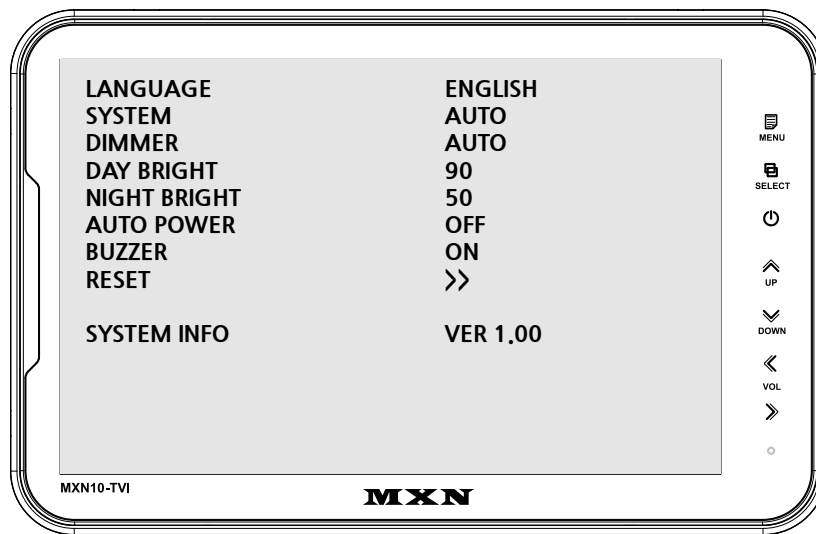 LANGUAGE ENGLISH
SYSTEM AUTO
DIMMER AUTO
DAY BRIGHT 90
NIGHT BRIGHT 50
AUTO POWER OFF
BUZZER ON
RESET >>
SYSTEM INFO VER 1.00
MENU
SELECT
UP
DOWN
VOL
MXN10-TVI
MXN